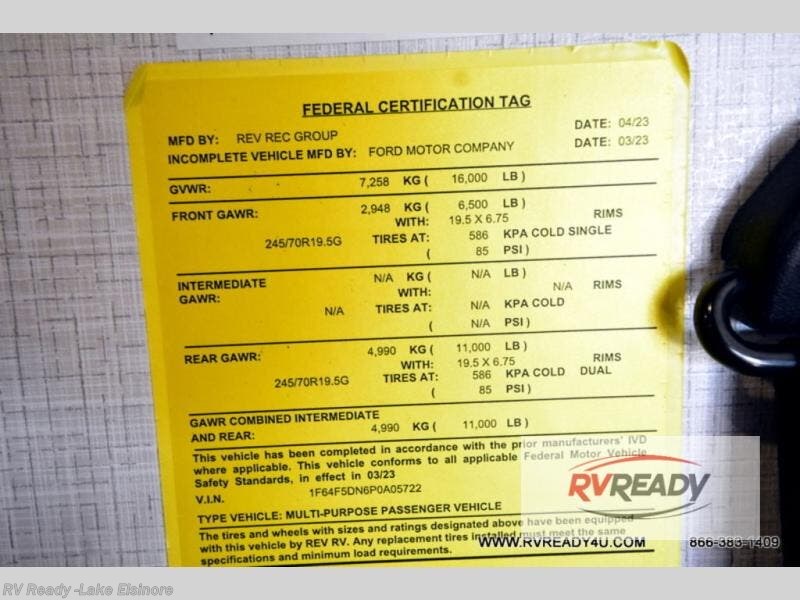 FEDERAL CERTIFICATION TAG
MFD BY: REV REC GROUP DATE: 04/23
INCOMPLETE VEHICLE MFD BY: FORD MOTOR COMPANY DATE: 03/23
GVWR: 7,258 KG ( 16,000 LB )
FRONT GAWR: 2,948 KG ( 6,500 LB )
WITH: 19.5 X 6.75 RIMS
245/70R19.5G TIRES AT: 586 KPA COLD SINGLE
( 85 PSI )
INTERMEDIATE N/A KG ( N/A LB )
GAWR: WITH: N/A RIMS
N/A TIRES AT: N/A KPA COLD
( N/A PSI )
REAR GAWR: 4,990 KG ( 11,000 LB )
WITH: 19.5 X 6.75 RIMS
245/70R19.5G TIRES AT: 586 KPA COLD DUAL
( 85 PSI )
GAWR COMBINED INTERMEDIATE
AND REAR: 4,990 KG ( 11,000 LB )
This vehicle has been completed in accordance with the prior manufacturers' IVD
where applicable. This vehicle conforms to all applicable Federal Motor Vehicle
Safety Standards, in effect in 03/23
V.I.N. 1F64F5DN6P0A05722
TYPE VEHICLE: MULTI-PURPOSE PASSENGER VEHICLE
The tires and wheels with sizes and ratings designated above have been equipped
with this vehicle by REV RV. Any replacement tires installed must meet the same
specifications and minimum load requirements.
RVREADY
WWW.RVREADY4U.COM 866-383-1409
RV Ready -Lake Elsinore